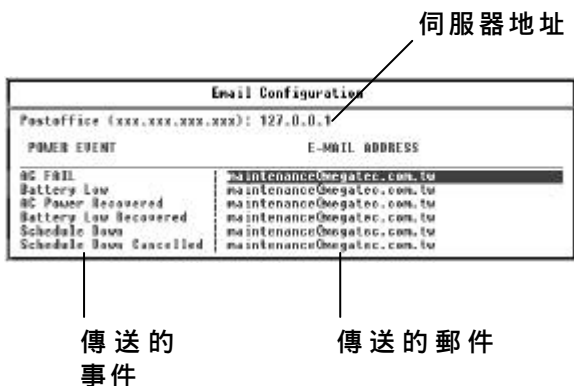 伺服器地址
Email Configuration
Postoffice (xxx.xxx.xxx.xxx): 127.0.0.1
POWER EVENT E-MAIL ADDRESS
AC FAIL maintenance@megatec.com.tw
Battery Low maintenance@megatec.com.tw
AC Power Recovered maintenance@megatec.com.tw
Battery Low Recovered maintenance@megatec.com.tw
Schedule Down maintenance@megatec.com.tw
Schedule Down Cancelled maintenance@megatec.com.tw
傳送的 傳送的郵件
事件